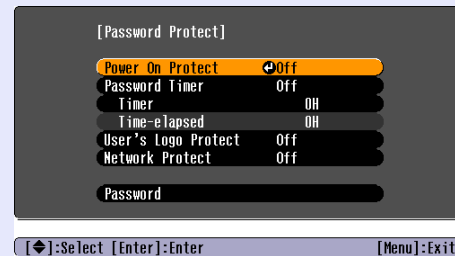 [Password Protect]
Power On Protect Off
Password Timer Off
Timer 0H
Time-elapsed 0H
User's Logo Protect Off
Network Protect Off
Password
[◆]:Select [Enter]:Enter [Menu]:Exit